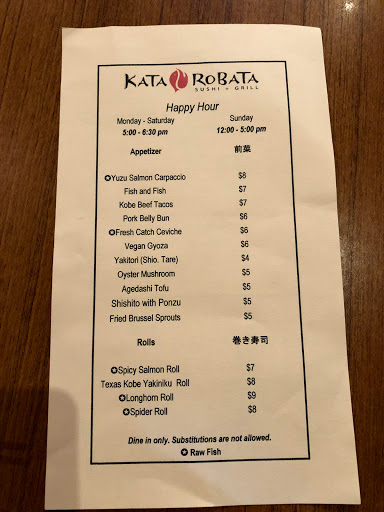 KATA ROBATA
SUSHI + GRILL
Happy Hour
Monday - Saturday Sunday
5:00 - 6:30 pm 12:00 - 5:00 pm
Appetizer 前菜
✪Yuzu Salmon Carpaccio $8
Fish and Fish $7
Kobe Beef Tacos $7
Pork Belly Bun $6
✪Fresh Catch Ceviche $6
Vegan Gyoza $6
Yakitori (Shio. Tare) $4
Oyster Mushroom $5
Agedashi Tofu $5
Shishito with Ponzu $5
Fried Brussel Sprouts $5
Rolls 巻き寿司
✪Spicy Salmon Roll $7
Texas Kobe Yakiniku Roll $8
✪Longhorn Roll $9
✪Spider Roll $8
Dine in only. Substitutions are not allowed.
✪ Raw Fish